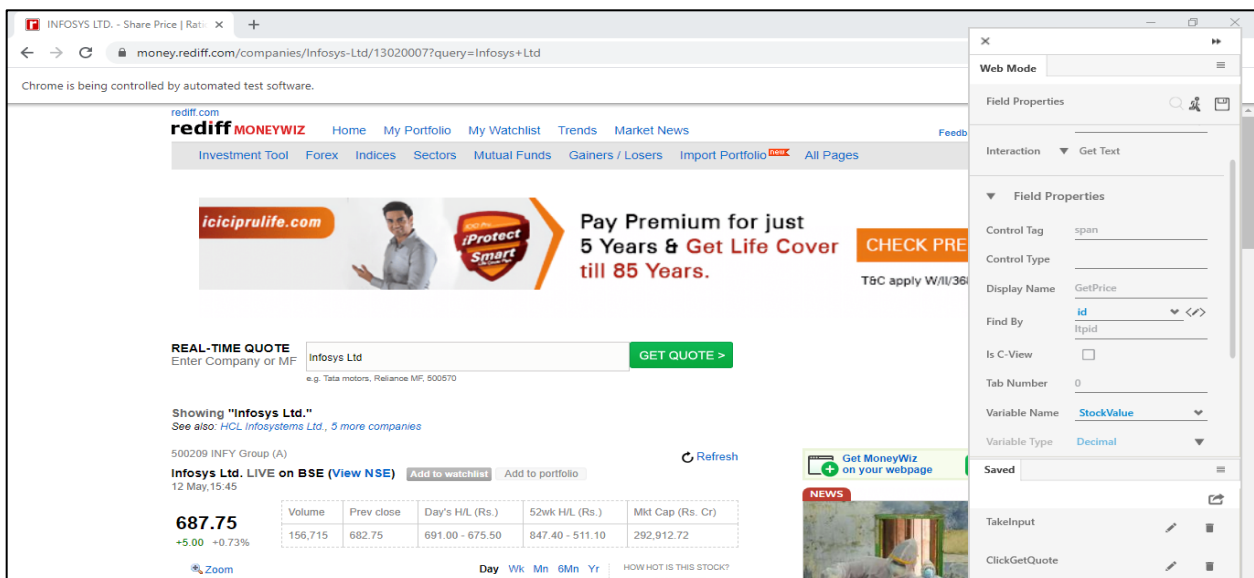 INFOSYS LTD. - Share Price | Rati
money.rediff.com/companies/Infosys-Ltd/13020007?query=Infosys+Ltd
Chrome is being controlled by automated test software.
rediff.com
rediff MONEYWIZ Home My Portfolio My Watchlist Trends Market News Feedb
Investment Tool Forex Indices Sectors Mutual Funds Gainers / Losers Import Portfolio new All Pages
iciciprulife.com
iProtect
Smart
Pay Premium for just
5 Years & Get Life Cover
till 85 Years.
CHECK PRE
T&C apply W/II/368
REAL-TIME QUOTE
Enter Company or MF
Infosys Ltd
GET QUOTE >
e.g. Tata motors, Reliance MF, 500570
Showing "Infosys Ltd."
See also: HCL Infosystems Ltd., 5 more companies
500209 INFY Group (A)
Refresh
Infosys Ltd. LIVE on BSE (View NSE) Add to watchlist Add to portfolio
12 May,15:45
687.75
+5.00 +0.73%
Volume Prev close Day's H/L (Rs.) 52wk H/L (Rs.) Mkt Cap (Rs. Cr)
156,715 682.75 691.00 - 675.50 847.40 - 511.10 292,912.72
Zoom
Day Wk Mn 6Mn Yr HOW HOT IS THIS STOCK?
Get MoneyWiz
on your webpage
NEWS
Web Mode
Field Properties
Interaction Get Text
Field Properties
Control Tag span
Control Type
Display Name GetPrice
Find By id
ltpid
Is C-View
Tab Number 0
Variable Name StockValue
Variable Type Decimal
Saved
TakeInput
ClickGetQuote